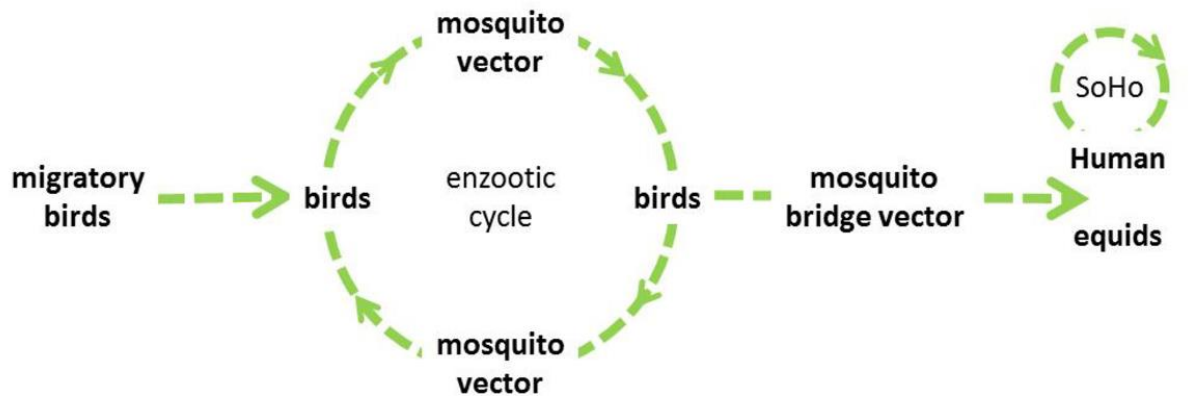 migratory
birds
birds
mosquito
vector
enzootic
cycle
mosquito
vector
birds
mosquito
bridge vector
SoHo
Human
equids